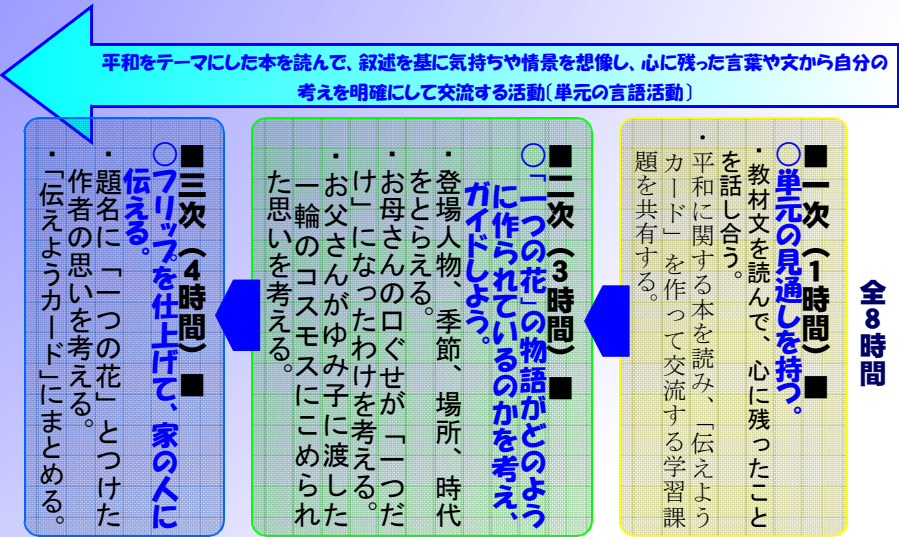 平和をテーマにした本を読んで、叙述を基に気持ちや情景を想像し、心に残った言葉や文から自分の
考えを明確にして交流する活動〔単元の言語活動〕
全８時間
■一次（１時間）■
○単元の見通しを持つ。
・教材文を読んで、心に残ったこと
を話し合う。
・平和に関する本を読み、「伝えよう
カード」を作って交流する学習課
題を共有する。
■二次（３時間）■
○「一つの花」の物語がどのよう
に作られているのかを考え、
ガイドしよう。
・登場人物、季節、場所、時代
をとらえる。
・お母さんの口ぐせが「一つだ
け」になったわけを考える。
・お父さんがゆみ子に渡した
一輪のコスモスにこめられ
た思いを考える。
■三次（４時間）■
○フリップを仕上げて、家の人に
伝える。
・題名に「一つの花」とつけた
作者の思いを考える。
・「伝えようカード」にまとめる。